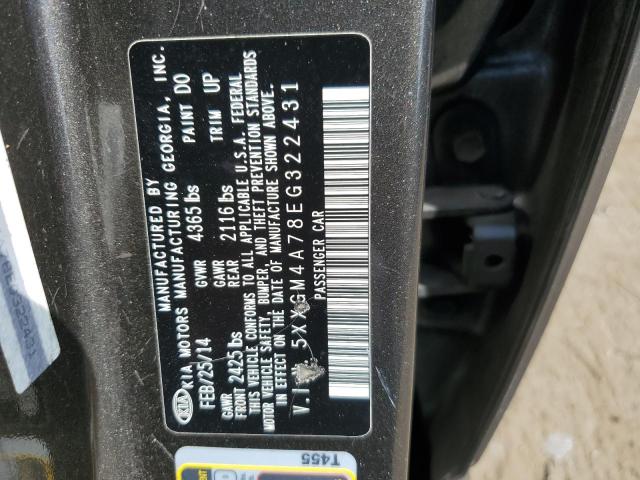 MANUFACTURED BY
KIA KIA MOTORS MANUFACTURING GEORGIA, INC.
FEB/25/14 GVWR 4365 lbs PAINT DO
GAWR FRONT 2425 lbs GAWR REAR 2116 lbs TRIM UP
THIS VEHICLE CONFORMS TO ALL APPLICABLE U.S.A. FEDERAL
MOTOR VEHICLE SAFETY, BUMPER, AND THEFT PREVENTION STANDARDS
IN EFFECT ON THE DATE OF MANUFACTURE SHOWN ABOVE.
V.I 5XXGM4A78EG322431
PASSENGER CAR
T455